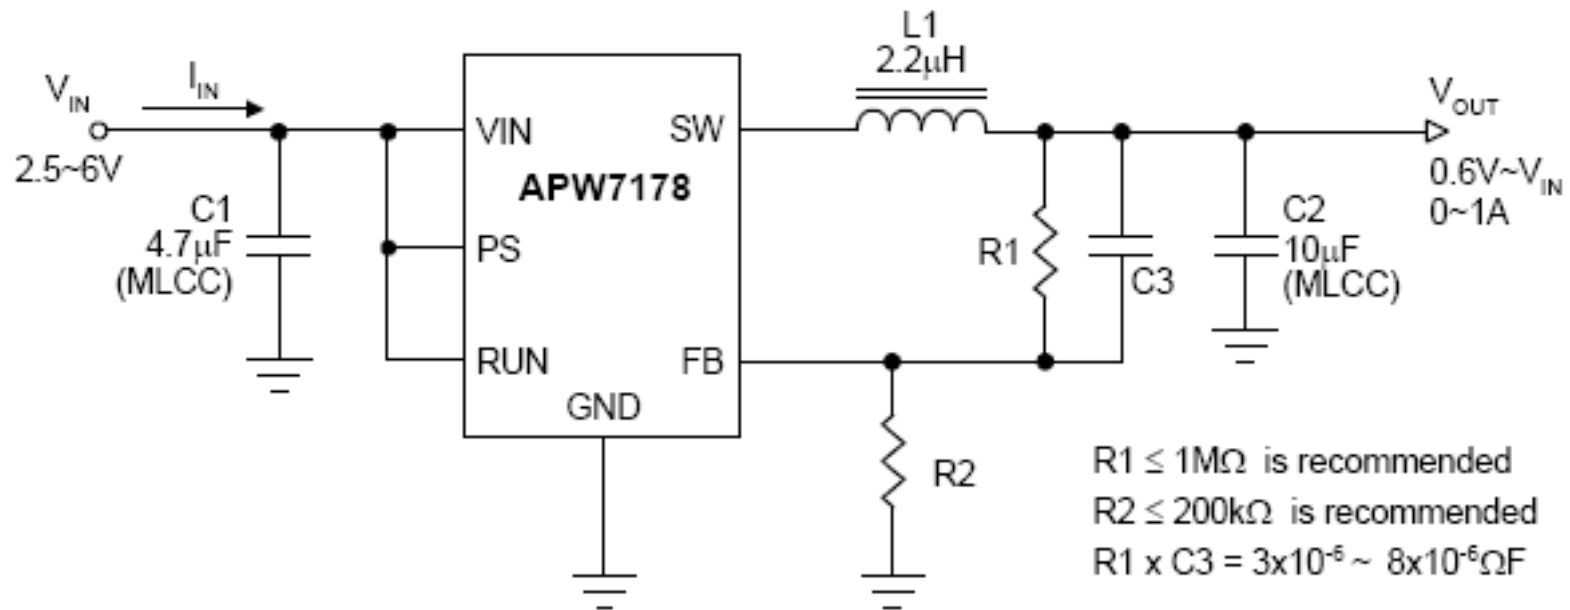 L1
2.2μH
VIN
IIN
2.5~6V
C1
4.7μF
(MLCC)
VIN
SW
APW7178
PS
RUN
FB
GND
R1
C3
C2
10μF
(MLCC)
VOUT
0.6V~VIN
0~1A
R2
R1 ≤ 1MΩ is recommended
R2 ≤ 200kΩ is recommended
R1 x C3 = 3x10⁻⁶ ~ 8x10⁻⁶ΩF